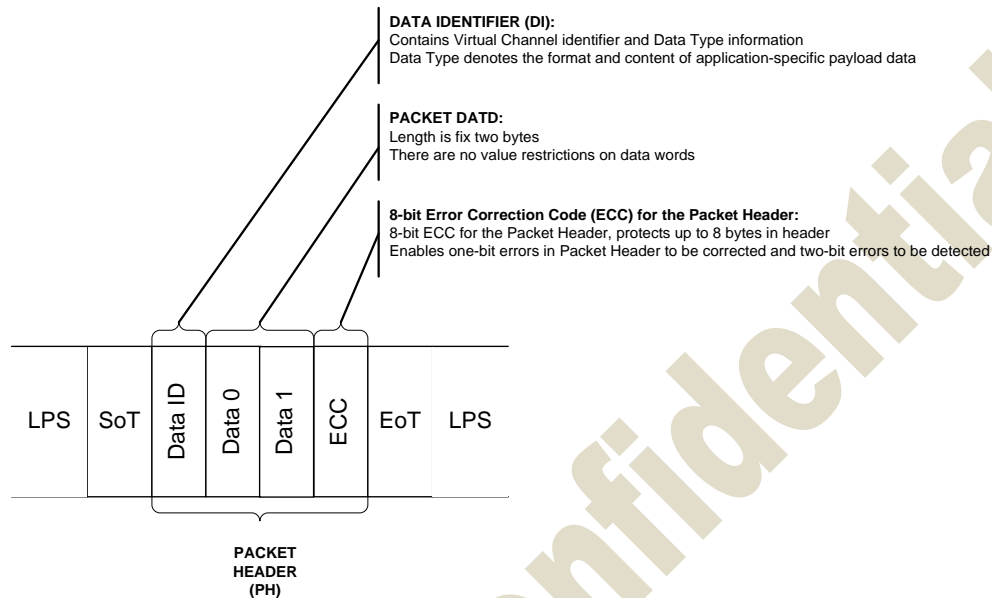 DATA IDENTIFIER (DI):
Contains Virtual Channel identifier and Data Type information
Data Type denotes the format and content of application-specific payload data
PACKET DATD:
Length is fix two bytes
There are no value restrictions on data words
8-bit Error Correction Code (ECC) for the Packet Header:
8-bit ECC for the Packet Header, protects up to 8 bytes in header
Enables one-bit errors in Packet Header to be corrected and two-bit errors to be detected
LPS
SoT
Data ID
Data 0
Data 1
ECC
EoT
LPS
PACKET
HEADER
(PH)
onfidential